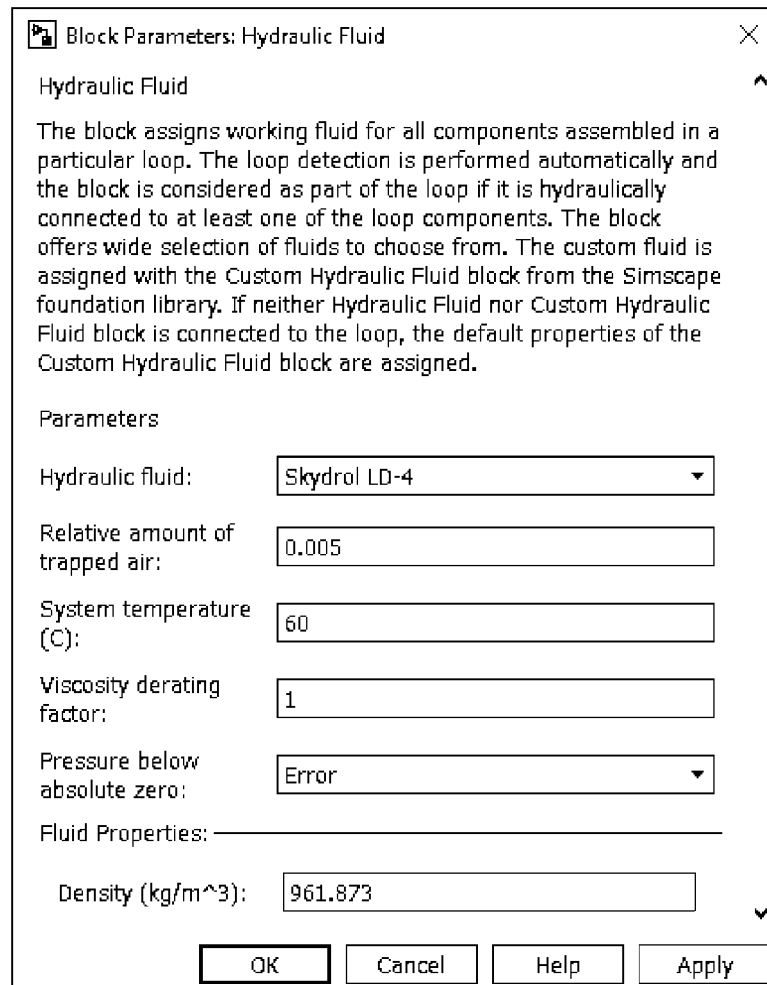 Block Parameters: Hydraulic Fluid
Hydraulic Fluid
The block assigns working fluid for all components assembled in a
particular loop. The loop detection is performed automatically and
the block is considered as part of the loop if it is hydraulically
connected to at least one of the loop components. The block
offers wide selection of fluids to choose from. The custom fluid is
assigned with the Custom Hydraulic Fluid block from the Simscape
foundation library. If neither Hydraulic Fluid nor Custom Hydraulic
Fluid block is connected to the loop, the default properties of the
Custom Hydraulic Fluid block are assigned.
Parameters
Hydraulic fluid: Skydrol LD-4
Relative amount of
trapped air: 0.005
System temperature
(C): 60
Viscosity derating
factor: 1
Pressure below
absolute zero: Error
Fluid Properties:
Density (kg/m^3): 961.873
OK Cancel Help Apply